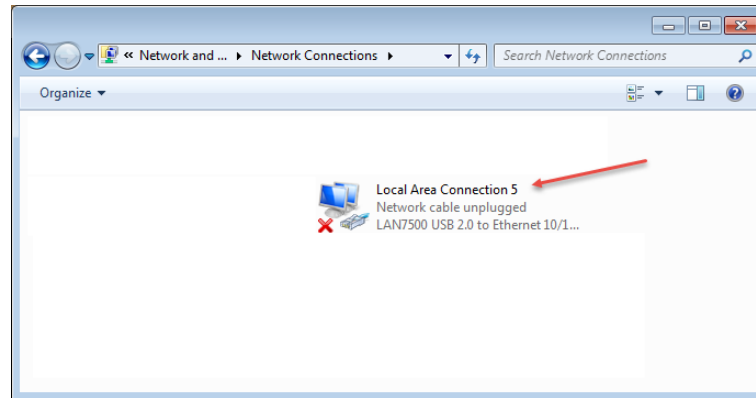 « Network and ... ▸ Network Connections ▸
Search Network Connections
Organize
Local Area Connection 5
Network cable unplugged
LAN7500 USB 2.0 to Ethernet 10/1...